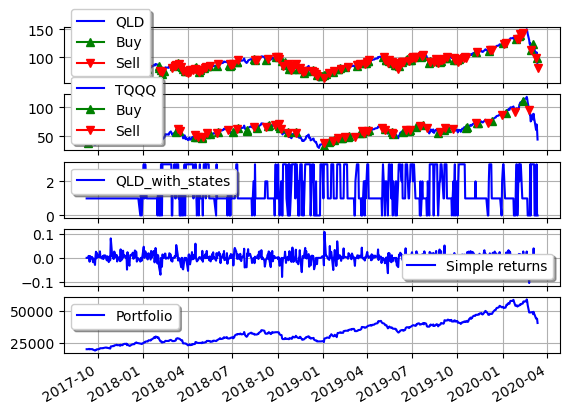 150
100
QLD
Buy
Sell
100
50
TQQQ
Buy
Sell
2
0
QLD_with_states
0.1
0.0
−0.1
Simple returns
50000
25000
Portfolio
2017-10
2018-01
2018-04
2018-07
2018-10
2019-01
2019-04
2019-07
2019-10
2020-01
2020-04